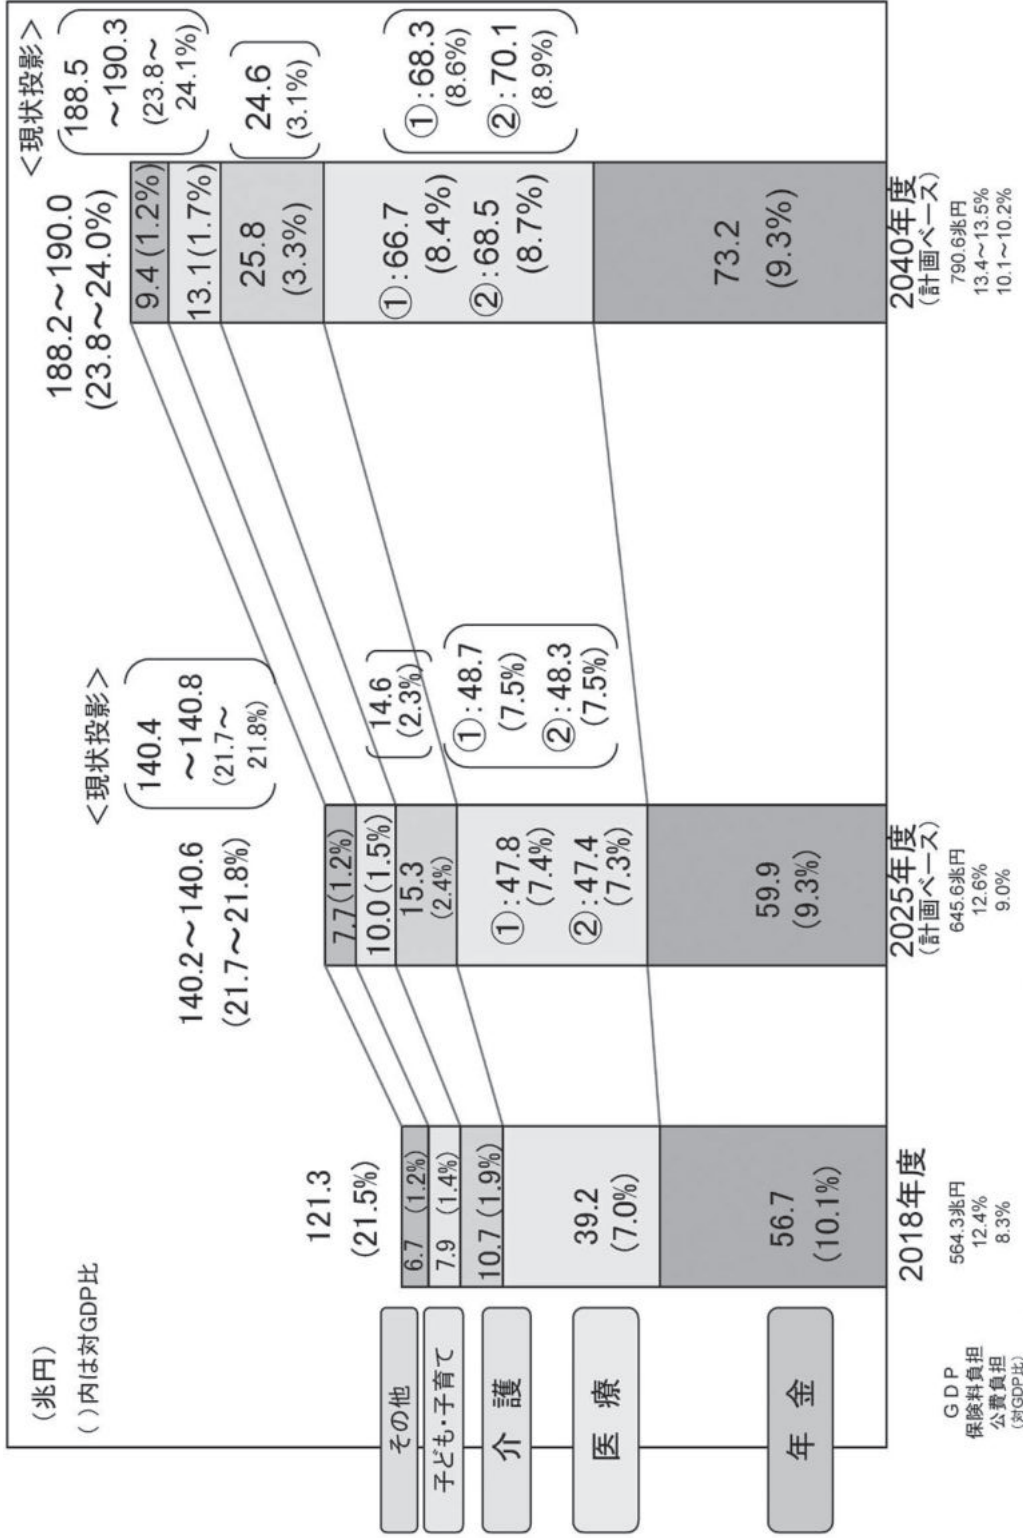 （兆円）
（ ）内は対GDP比
121.3
(21.5%)
140.2～140.6
(21.7～21.8%)
＜現状投影＞
140.4
～140.8
(21.7～
21.8%)
188.2～190.0
(23.8～24.0%)
＜現状投影＞
188.5
～190.3
(23.8～
24.1%)
その他
6.7 (1.2%)
7.7(1.2%)
9.4(1.2%)
子ども・子育て
7.9 (1.4%)
10.0(1.5%)
13.1(1.7%)
介 護
10.7(1.9%)
15.3
(2.4%)
14.6
(2.3%)
25.8
(3.3%)
24.6
(3.1%)
医 療
39.2
(7.0%)
①:47.8
(7.4%)
②:47.4
(7.3%)
①:48.7
(7.5%)
②:48.3
(7.5%)
①:66.7
(8.4%)
②:68.5
(8.7%)
①:68.3
(8.6%)
②:70.1
(8.9%)
年 金
56.7
(10.1%)
59.9
(9.3%)
73.2
(9.3%)
2018年度
2025年度
(計画ベース)
2040年度
(計画ベース)
GDP
564.3兆円
645.6兆円
790.6兆円
保険料負担
12.4%
12.6%
13.4～13.5%
公費負担
8.3%
9.0%
10.1～10.2%
(対GDP比)